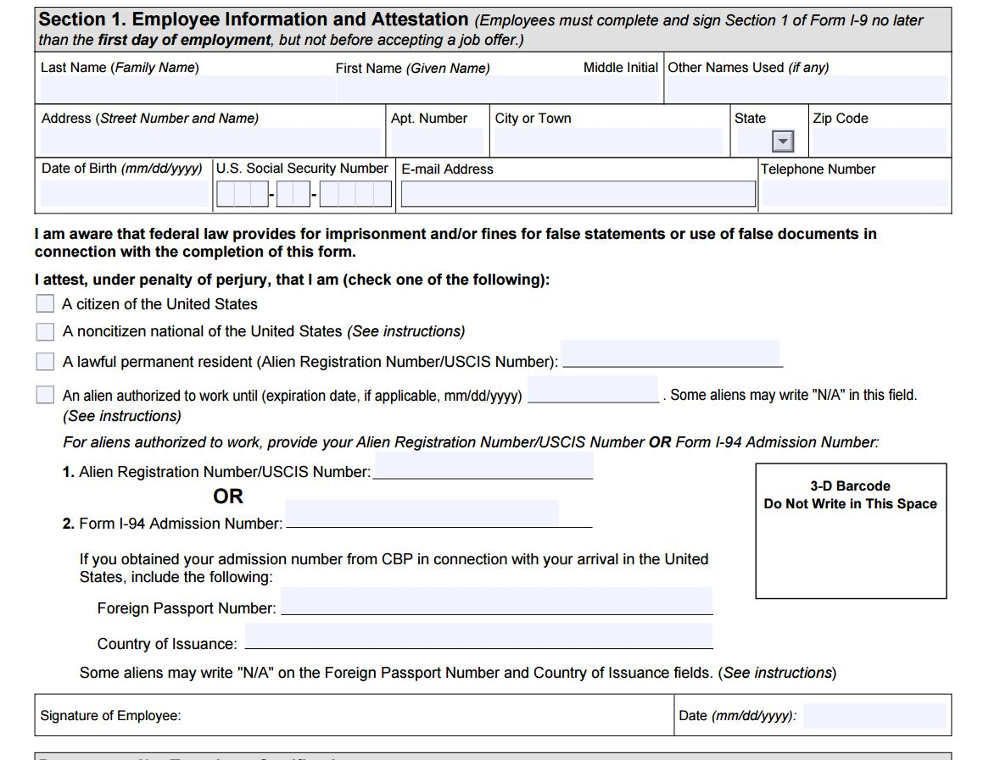 Section 1. Employee Information and Attestation (Employees must complete and sign Section 1 of Form I-9 no later
than the first day of employment, but not before accepting a job offer.)
Last Name (Family Name) First Name (Given Name) Middle Initial Other Names Used (if any)
Address (Street Number and Name) Apt. Number City or Town State Zip Code
Date of Birth (mm/dd/yyyy) U.S. Social Security Number E-mail Address Telephone Number
- -
I am aware that federal law provides for imprisonment and/or fines for false statements or use of false documents in
connection with the completion of this form.
I attest, under penalty of perjury, that I am (check one of the following):
A citizen of the United States
A noncitizen national of the United States (See instructions)
A lawful permanent resident (Alien Registration Number/USCIS Number):
An alien authorized to work until (expiration date, if applicable, mm/dd/yyyy) . Some aliens may write "N/A" in this field.
(See instructions)
For aliens authorized to work, provide your Alien Registration Number/USCIS Number OR Form I-94 Admission Number:
1. Alien Registration Number/USCIS Number:
OR
2. Form I-94 Admission Number:
3-D Barcode
Do Not Write in This Space
If you obtained your admission number from CBP in connection with your arrival in the United
States, include the following:
Foreign Passport Number:
Country of Issuance:
Some aliens may write "N/A" on the Foreign Passport Number and Country of Issuance fields. (See instructions)
Signature of Employee: Date (mm/dd/yyyy):